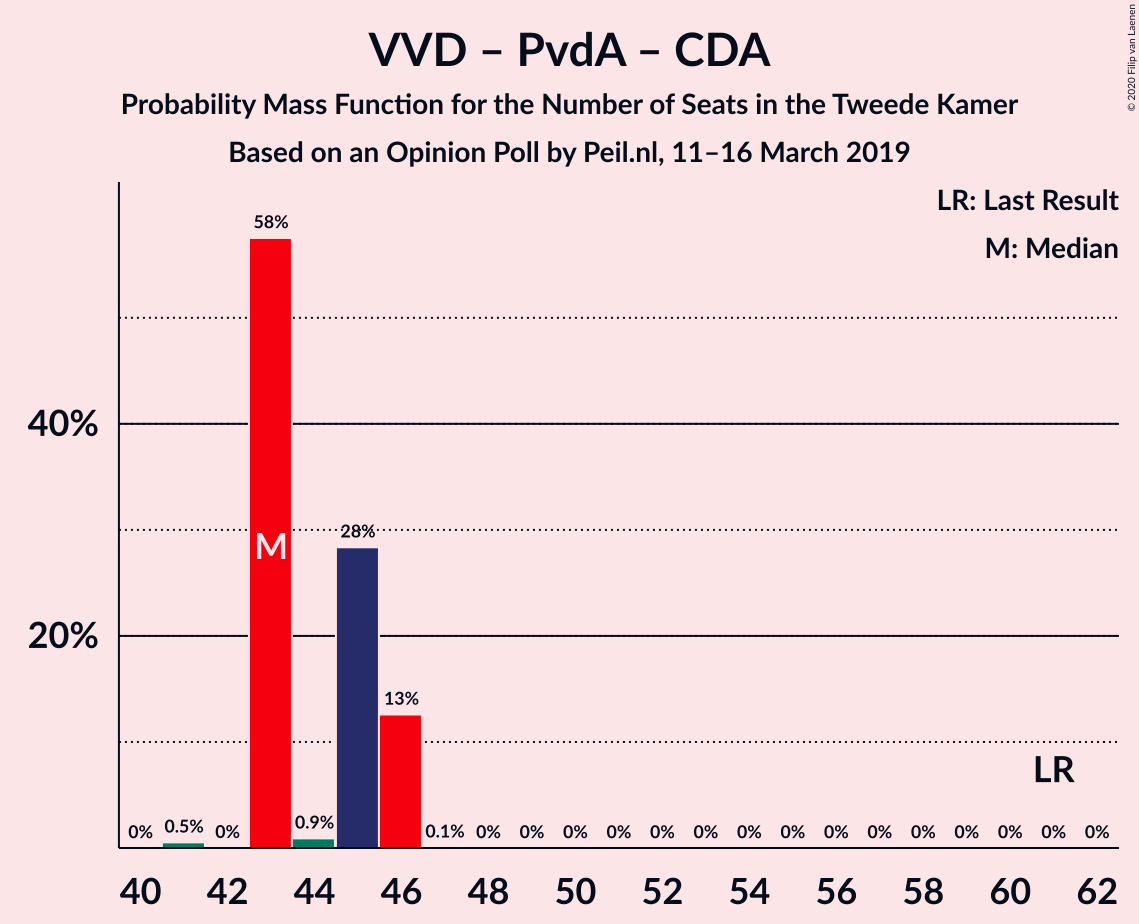 VVD – PvdA – CDA
Probability Mass Function for the Number of Seats in the Tweede Kamer
Based on an Opinion Poll by Peil.nl, 11–16 March 2019
© 2020 Filip van Laenen
LR: Last Result
M: Median
58%
40%
28%
M
20%
13%
LR
0% 0.5% 0% 0.9% 0.1% 0% 0% 0% 0% 0% 0% 0% 0% 0% 0% 0% 0% 0% 0% 0%
40 42 44 46 48 50 52 54 56 58 60 62